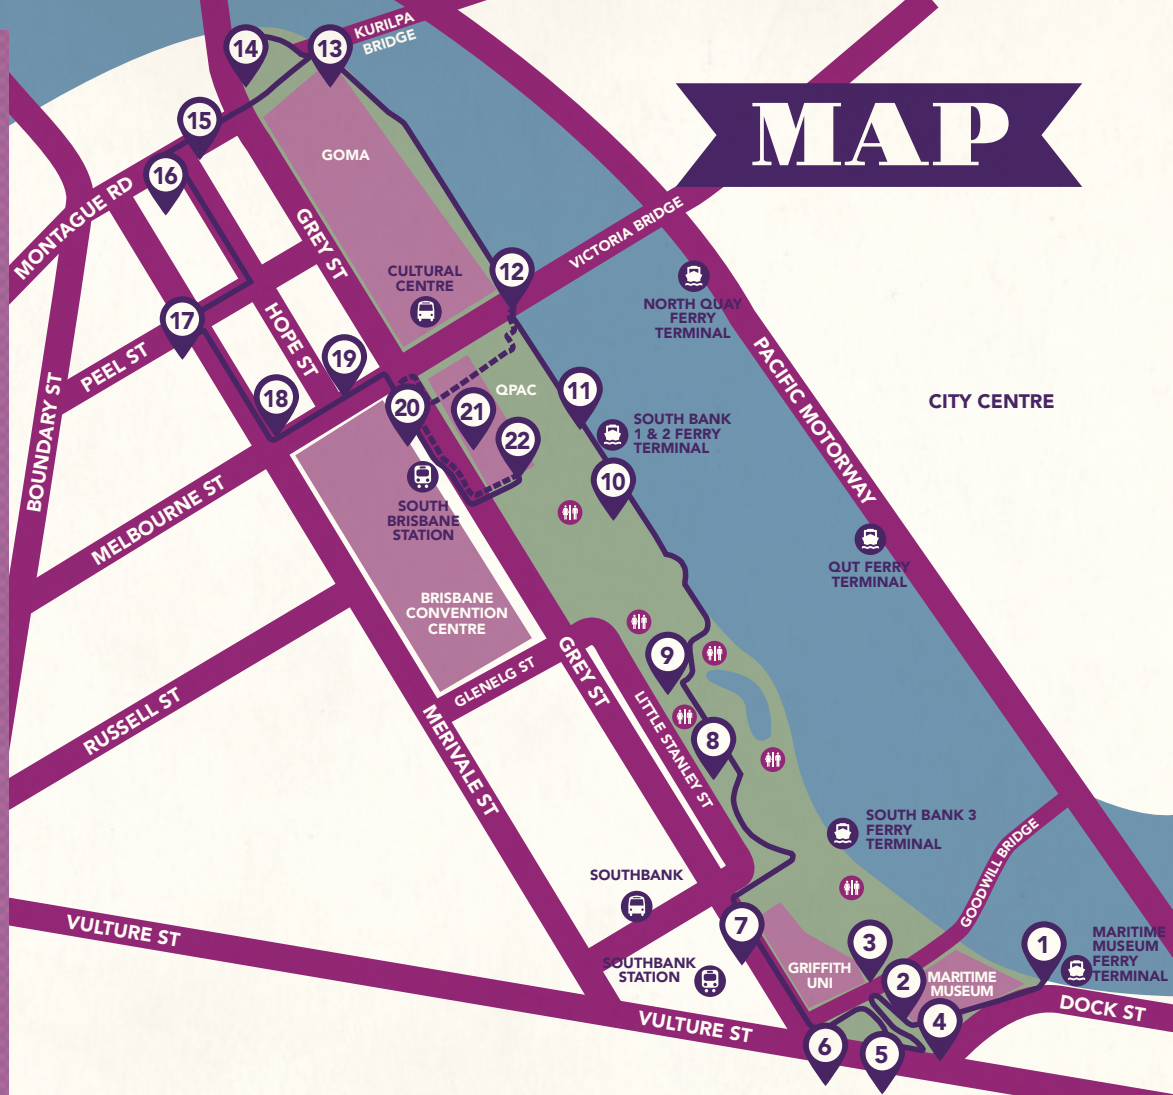 KURILPA
BRIDGE
14
13
MAP
15
GOMA
16
MONTAGUE RD
GREY ST
VICTORIA BRIDGE
12
CULTURAL
CENTRE
NORTH QUAY
FERRY
TERMINAL
17
HOPE ST
PEEL ST
19
PACIFIC MOTORWAY
18
20
21
QPAC
11
CITY CENTRE
BOUNDARY ST
22
SOUTH BANK
1 & 2 FERRY
TERMINAL
10
MELBOURNE ST
SOUTH
BRISBANE
STATION
QUT FERRY
TERMINAL
BRISBANE
CONVENTION
CENTRE
9
GLENELG ST
GREY ST
RUSSELL ST
MERIVALE ST
LITTLE STANLEY ST
8
SOUTH BANK 3
FERRY
TERMINAL
GOODWILL BRIDGE
SOUTHBANK
VULTURE ST
7
3
1
MARITIME
MUSEUM
FERRY
TERMINAL
SOUTHBANK
STATION
GRIFFITH
UNI
2
MARITIME
MUSEUM
DOCK ST
VULTURE ST
4
6
5